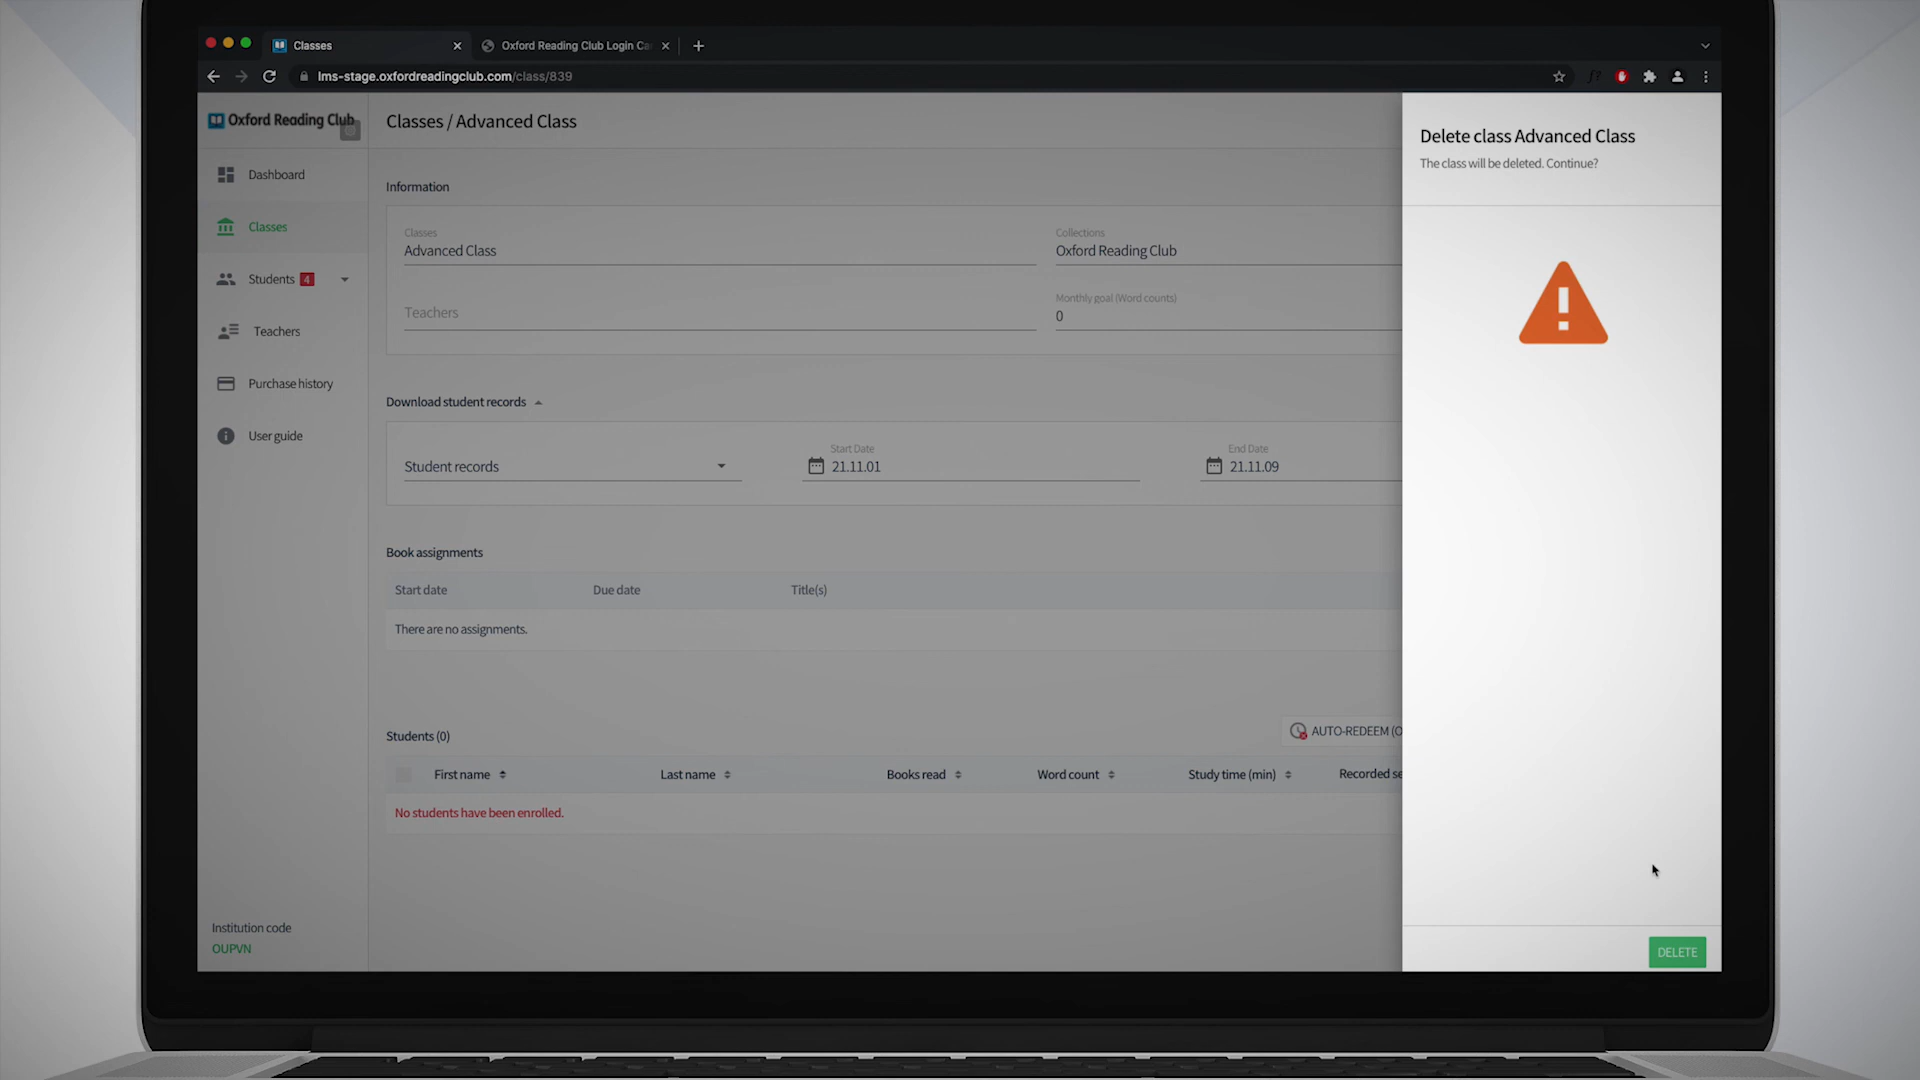 Classes
Oxford Reading Club Login Ca
lms-stage.oxfordreadingclub.com/class/839
Oxford Reading Club
Classes / Advanced Class
Dashboard
Classes
Students 4
Teachers
Purchase history
User guide
Institution code
OUPVN
Information
Classes
Advanced Class
Collections
Oxford Reading Club
Teachers
Monthly goal (Word counts)
0
Download student records
Student records
Start Date
21.11.01
End Date
21.11.09
Book assignments
Start date Due date Title(s)
There are no assignments.
Students (0)
AUTO-REDEEM (O
First name Last name Books read Word count Study time (min) Recorded se
No students have been enrolled.
Delete class Advanced Class
The class will be deleted. Continue?
DELETE